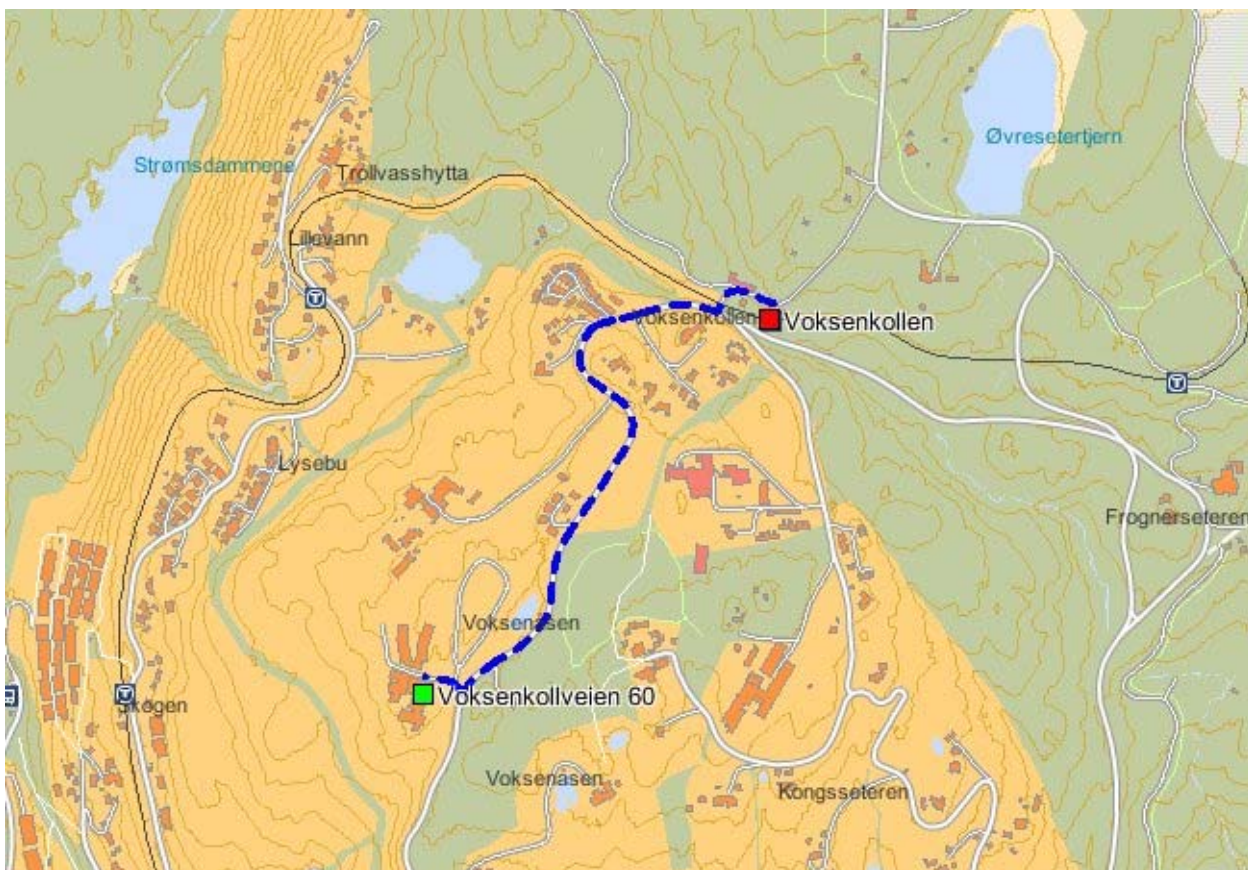 Øvresetertjern
Strømsdammene
Trollvasshytta
Lillevann
T
Voksenkollen
Voksenkollen
T
Lysebu
Frognerseteren
Voksenåsen
T
Skogen
Voksenkollveien 60
Voksenåsen
Kongsseteren